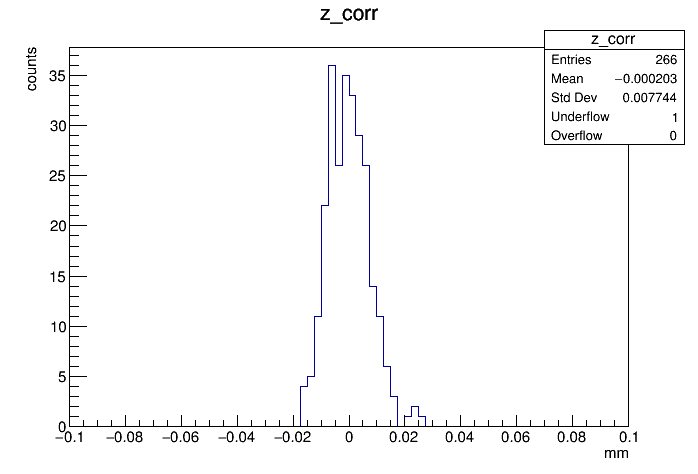 z_corr
z_corr
Entries 266
Mean −0.000203
Std Dev 0.007744
Underflow 1
Overflow 0
counts
35
30
25
20
15
10
5
0
−0.1 −0.08 −0.06 −0.04 −0.02 0 0.02 0.04 0.06 0.08 0.1
mm